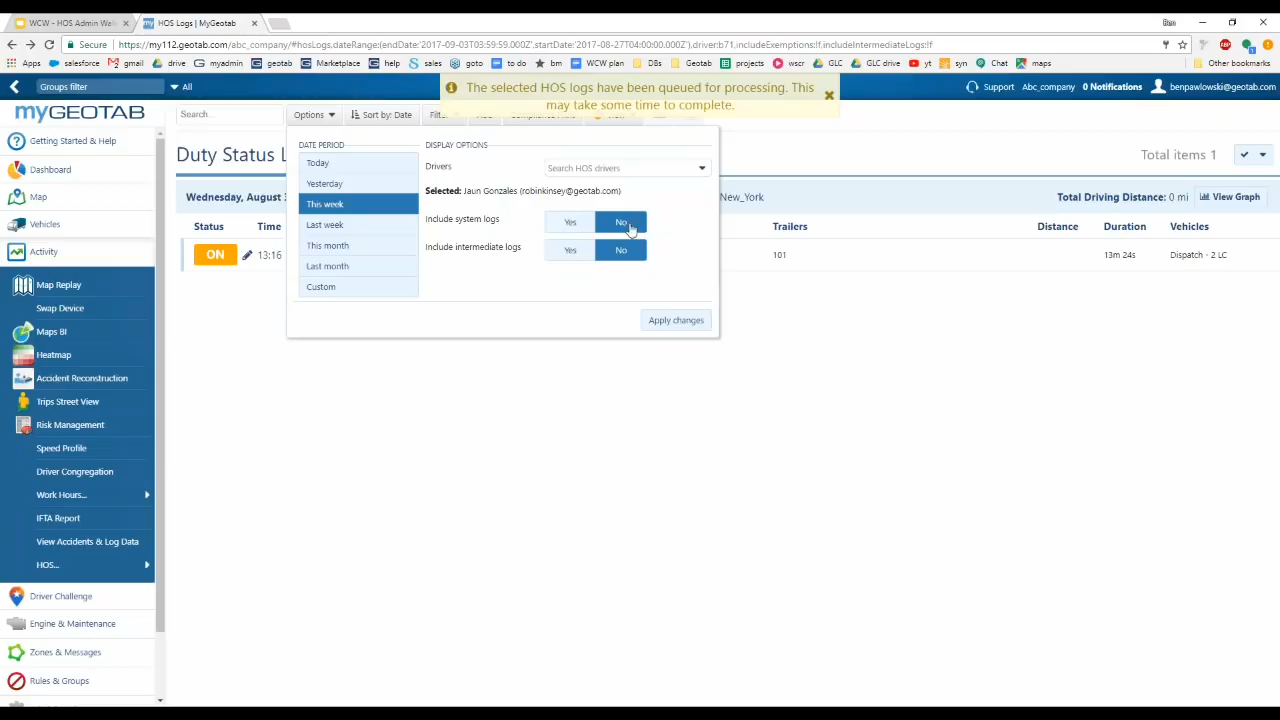 WCW - HOS Admin Wal
HOS Logs | MyGeotab
Ben
Secure
https://my112.geotab.com/abc_company/#hosLogs,dateRange:(endDate:'2017-09-03T03:59:59.000Z',startDate:'2017-08-27T04:00:00.000Z'),driver:b71,includeExemptions:!f,includeIntermediateLogs:!f
Apps salesforce gmail drive myadmin geotab Marketplace help sales goto to do bm WCW plan DBs Geotab projects wscr GLC GLC drive yt syn Chat maps Other bookmarks
Groups filter All
The selected HOS logs have been queued for processing. This
may take some time to complete.
Support Abc_company 0 Notifications benpawlowski@geotab.com
myGEOTAB
Getting Started & Help
Dashboard
Map
Vehicles
Activity
Map Replay
Swap Device
Maps BI
Heatmap
Accident Reconstruction
Trips Street View
Risk Management
Speed Profile
Driver Congregation
Work Hours...
IFTA Report
View Accidents & Log Data
HOS...
Driver Challenge
Engine & Maintenance
Zones & Messages
Rules & Groups
Search... Options Sort by: Date
Duty Status L
Total items 1
Wednesday, August 3
New_York
Total Driving Distance: 0 mi View Graph
Status Time Trailers Distance Duration Vehicles
ON 13:16 101 13m 24s Dispatch - 2 LC
DATE PERIOD
Today
Yesterday
This week
Last week
This month
Last month
Custom
DISPLAY OPTIONS
Drivers Search HOS drivers
Selected: Jaun Gonzales (robinkinsey@geotab.com)
Include system logs Yes No
Include intermediate logs Yes No
Apply changes